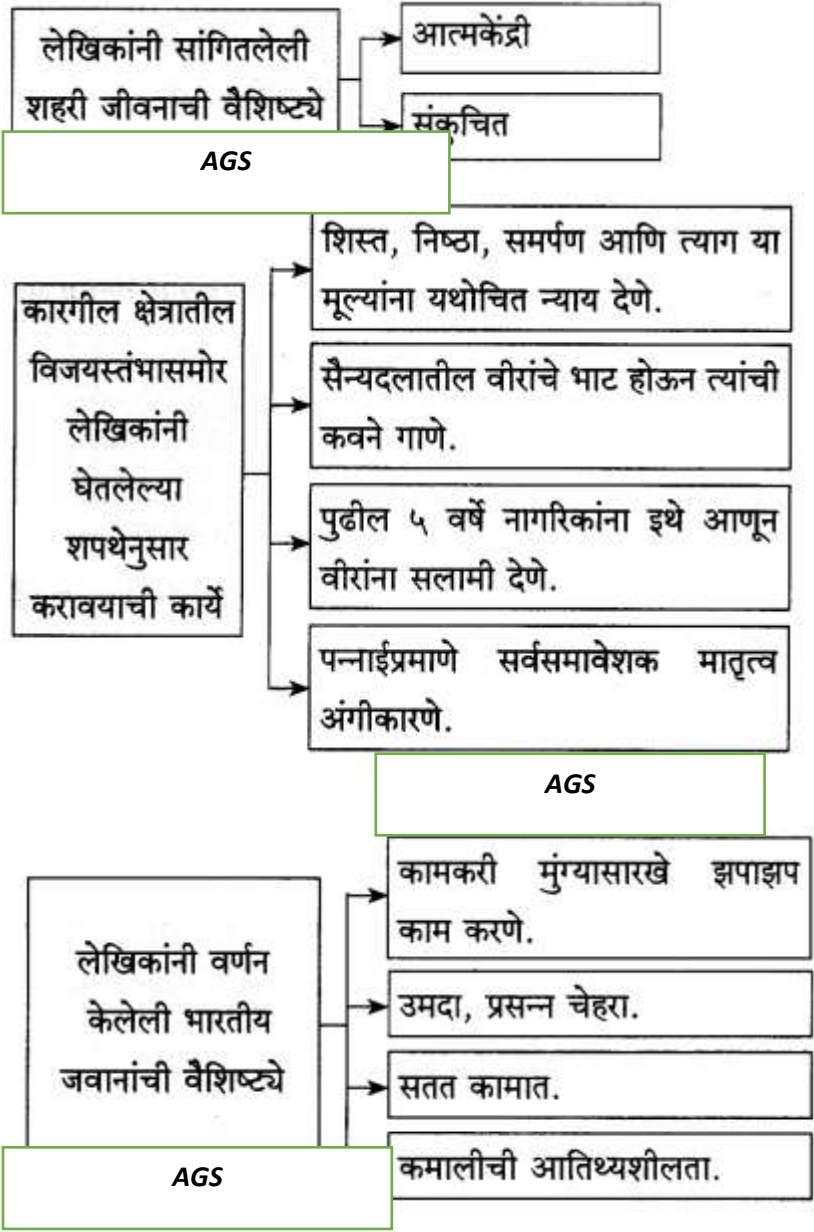 लेखिकांनी सांगितलेली
शहरी जीवनाची वैशिष्ट्ये
आत्मकेंद्री
संकुचित
AGS
कारगील क्षेत्रातील
विजयस्तंभासमोर
लेखिकांनी
घेतलेल्या
शपथेनुसार
करावयाची कार्ये
शिस्त, निष्ठा, समर्पण आणि त्याग या
मूल्यांना यथोचित न्याय देणे.
सैन्यदलातील वीरांचे भाट होऊन त्यांची
कवने गाणे.
पुढील ५ वर्षे नागरिकांना इथे आणून
वीरांना सलामी देणे.
पन्नाईप्रमाणे सर्वसमावेशक मातृत्व
अंगीकारणे.
AGS
लेखिकांनी वर्णन
केलेली भारतीय
जवानांची वैशिष्ट्ये
कामकरी मुंग्यासारखे झपाझप
काम करणे.
उमदा, प्रसन्न चेहरा.
सतत कामात.
कमालीची आतिथ्यशीलता.
AGS